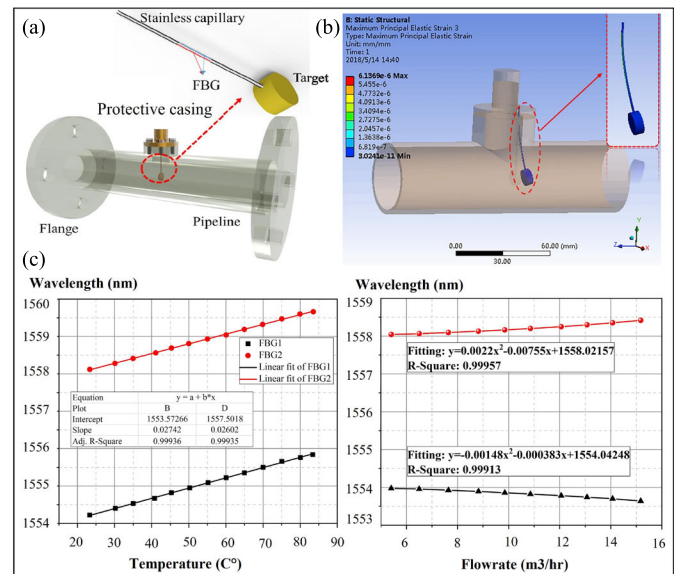 (a)
Stainless capillary
FBG
Target
Protective casing
Flange
Pipeline
(b)
B: Static Structural
Maximum Principal Elastic Strain 3
Type: Maximum Principal Elastic Strain
Unit: mm/mm
Time: 1
2018/5/14 14:40
6.1369e-6 Max
5.455e-6
4.7732e-6
4.0913e-6
3.4094e-6
2.7275e-6
2.0457e-6
1.3638e-6
6.819e-7
3.0241e-11 Min
0.00 60.00 (mm)
30.00
Z Y X
(c)
Wavelength (nm)
1560
1559
1558
1557
1556
1555
1554
FBG1
FBG2
Linear fit of FBG1
Linear fit of FBG2
Equation y = a + b*x
Plot B D
Intercept 1553.57266 1557.5018
Slope 0.02742 0.02602
Adj. R-Square 0.99936 0.99935
20 30 40 50 60 70 80 90
Temperature (C°)
Wavelength (nm)
1559
1558
1557
1556
1555
1554
1553
Fitting: y=0.0022x²-0.00755x+1558.02157
R-Square: 0.99957
Fitting: y=-0.00148x²-0.000383x+1554.04248
R-Square: 0.99913
6 8 10 12 14 16
Flowrate (m3/hr)